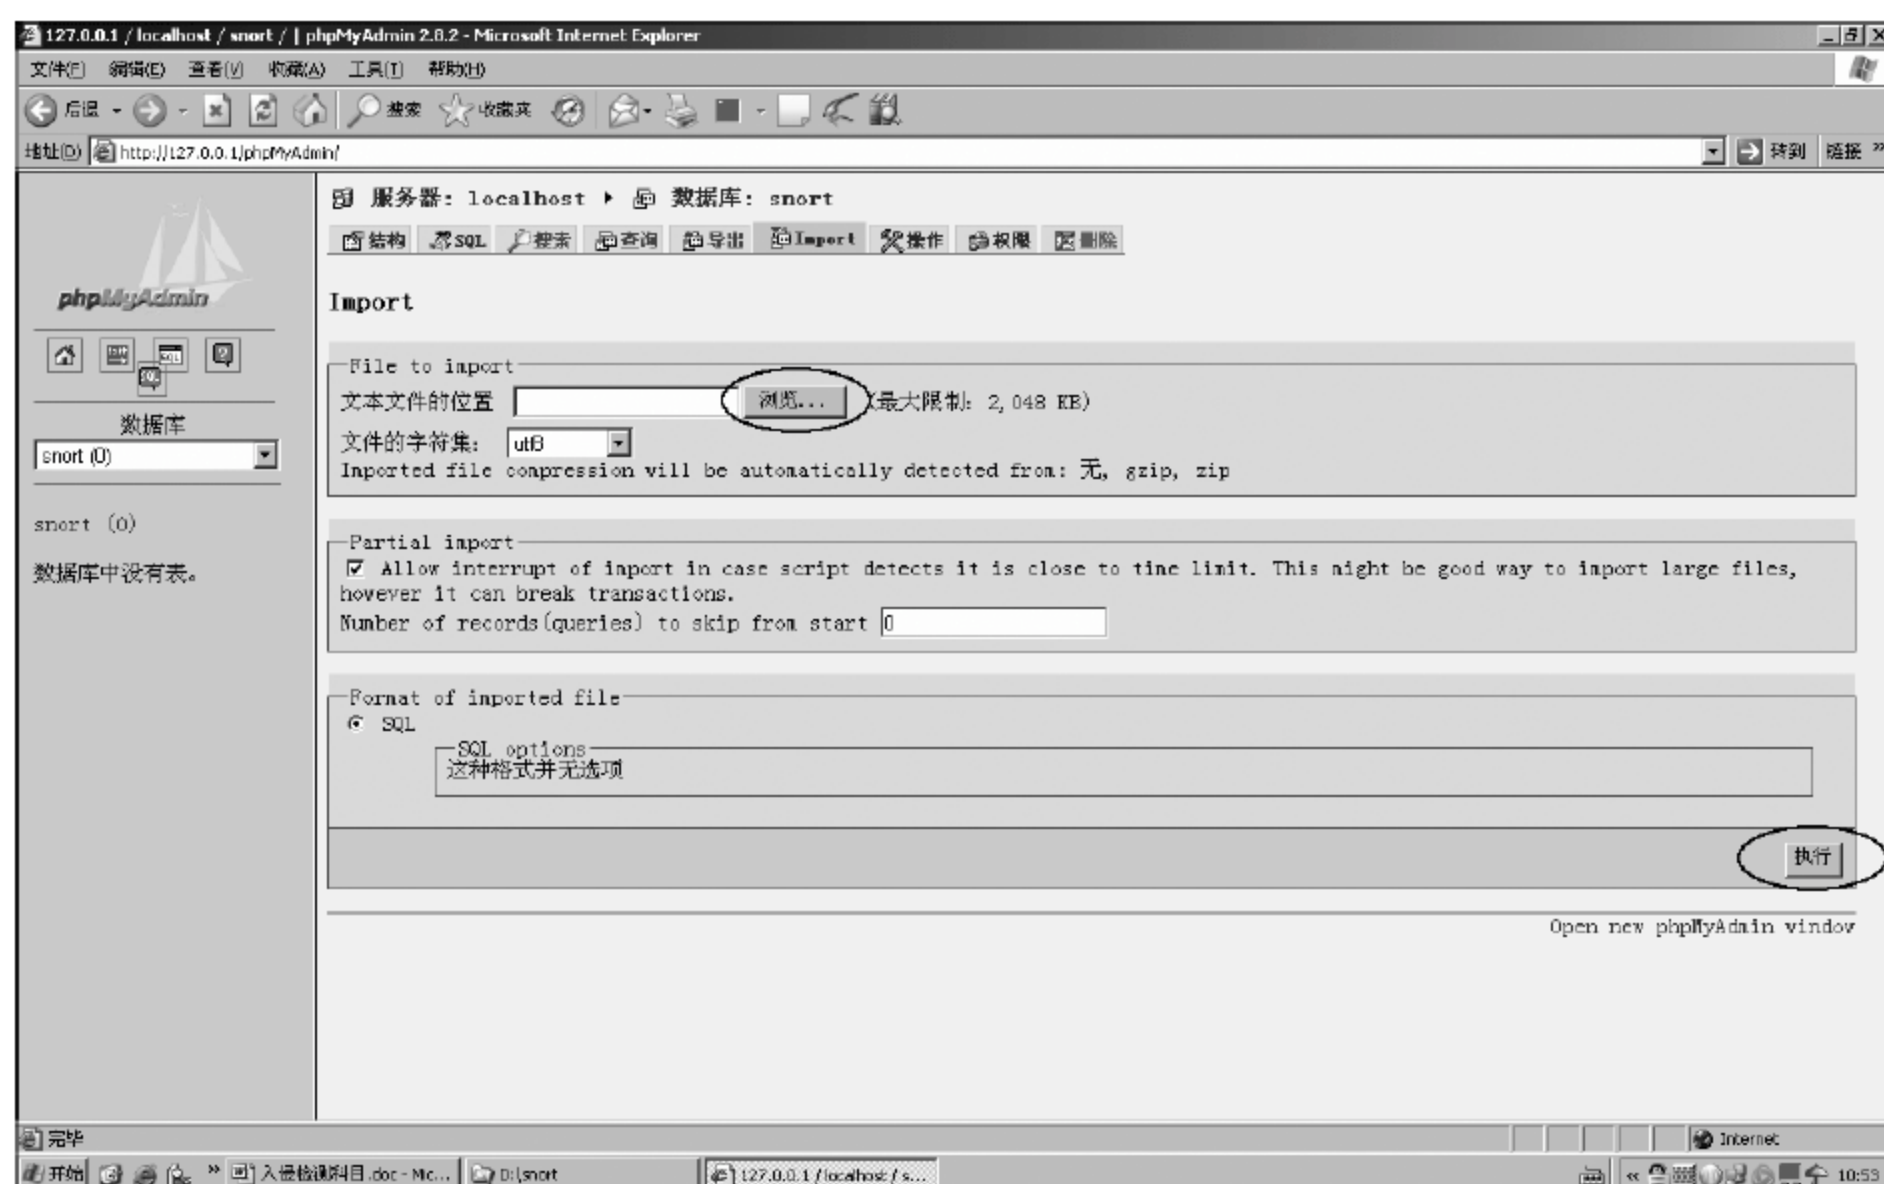 127.0.0.1 / localhost / snort / | phpMyAdmin 2.8.2 - Microsoft Internet Explorer
文件(F) 编辑(E) 查看(V) 收藏(A) 工具(T) 帮助(H)
后退 搜索 收藏夹
地址(D) http://127.0.0.1/phpMyAdmin/ 转到 链接 »
服务器: localhost ▸ 数据库: snort
结构 SQL 搜索 查询 导出 Import 操作 权限 删除
phpMyAdmin
SQL
数据库
snort (0)
snort (0)
数据库中没有表。
Import
File to import
文本文件的位置 浏览... (最大限制: 2,048 KB)
文件的字符集: utf8
Imported file compression will be automatically detected from: 无, gzip, zip
Partial import
Allow interrupt of import in case script detects it is close to time limit. This might be good way to import large files,
however it can break transactions.
Number of records(queries) to skip from start 0
Format of imported file
SQL
SQL options
这种格式并无选项
执行
Open new phpMyAdmin window
完毕 Internet
开始 » 入侵检测科目.doc - Mic... D:\snort 127.0.0.1 / localhost / s... « 10:53